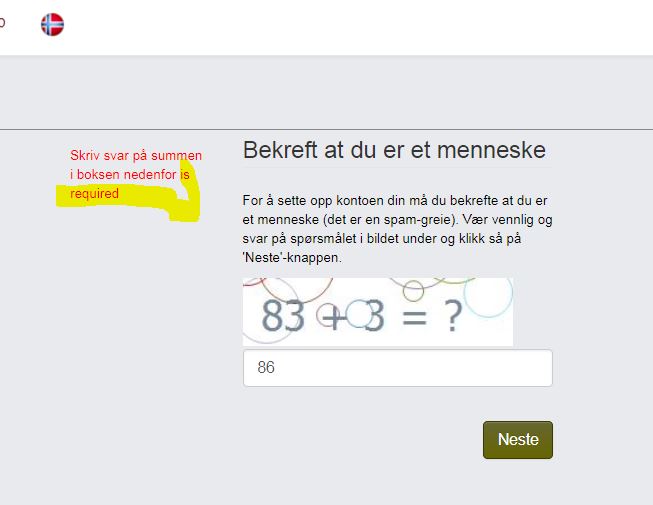 Skriv svar på summen
i boksen nedenfor is
required
Bekreft at du er et menneske
For å sette opp kontoen din må du bekrefte at du er
et menneske (det er en spam-greie). Vær vennlig og
svar på spørsmålet i bildet under og klikk så på
'Neste'-knappen.
83 + 3 = ?
86
Neste